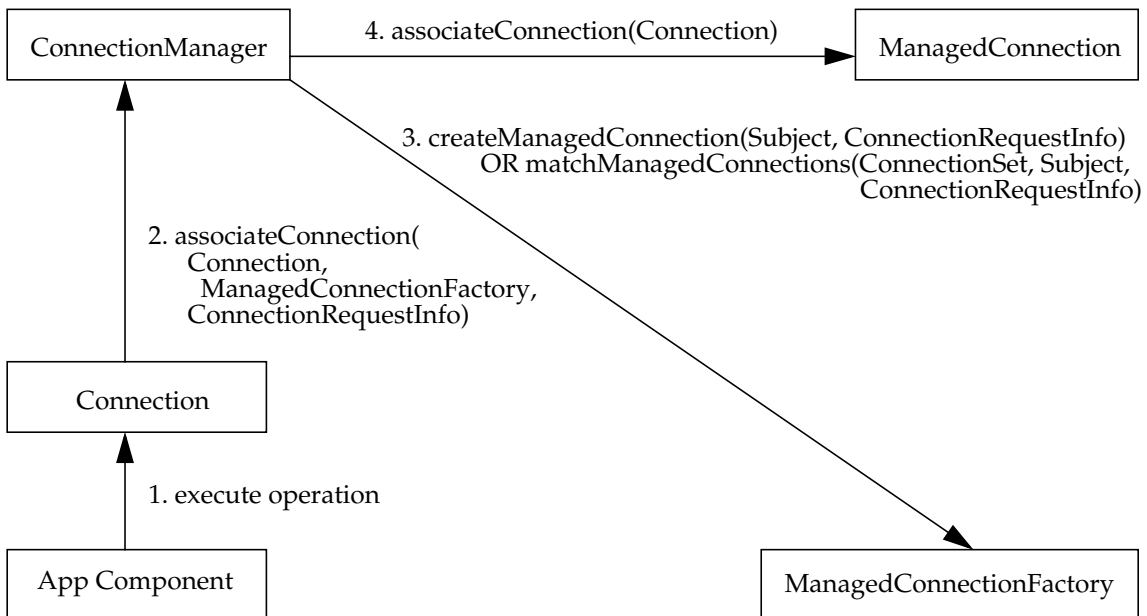 ConnectionManager
4. associateConnection(Connection)
ManagedConnection
3. createManagedConnection(Subject, ConnectionRequestInfo)
OR matchManagedConnections(ConnectionSet, Subject,
ConnectionRequestInfo)
2. associateConnection(
Connection,
ManagedConnectionFactory,
ConnectionRequestInfo)
Connection
1. execute operation
App Component
ManagedConnectionFactory